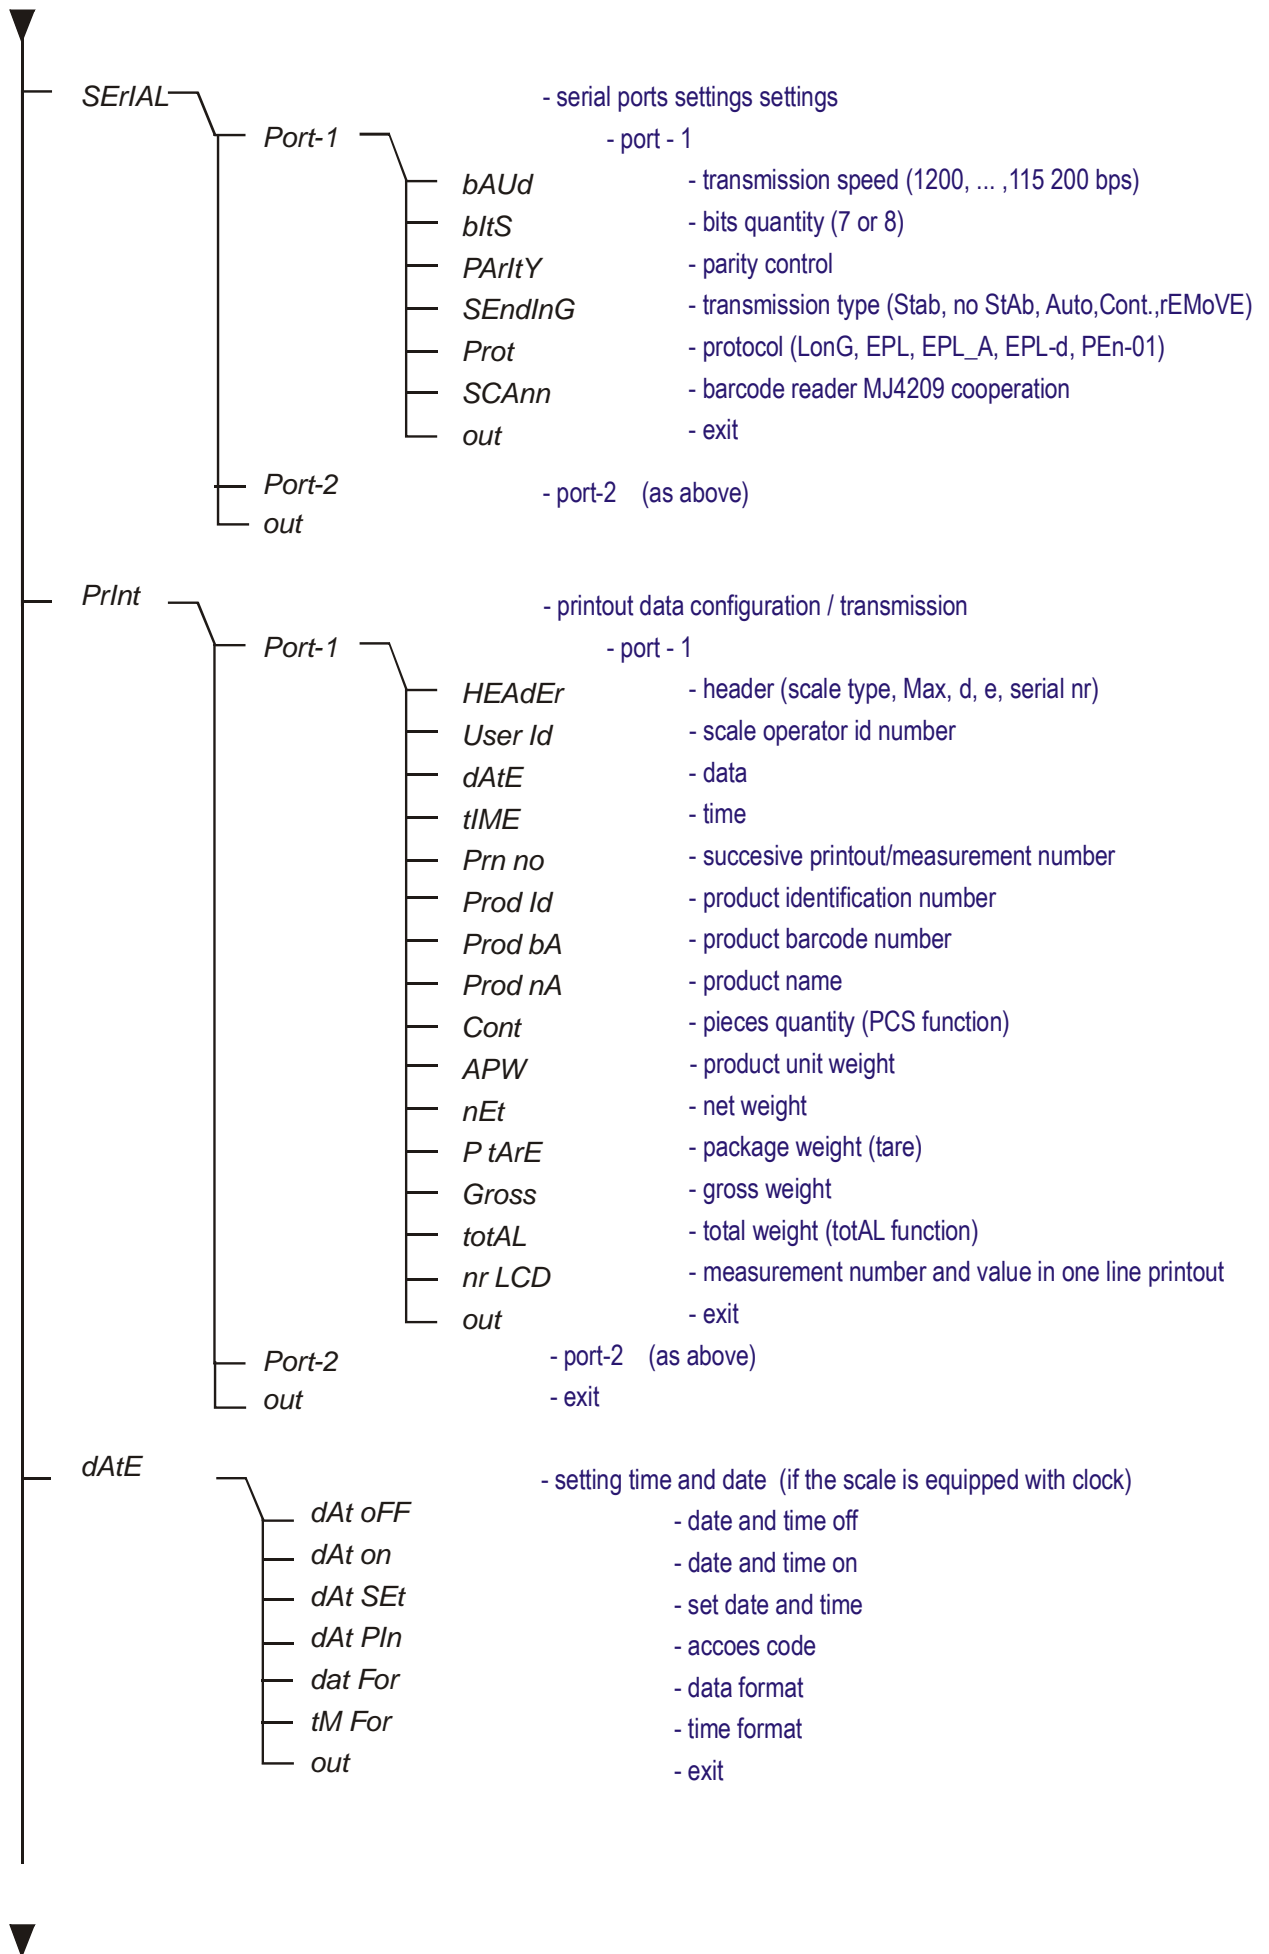 SErIAL - serial ports settings settings
Port-1 - port - 1
bAUd - transmission speed (1200, ... ,115 200 bps)
bItS - bits quantity (7 or 8)
PArItY - parity control
SEndInG - transmission type (Stab, no StAb, Auto,Cont.,rEMoVE)
Prot - protocol (LonG, EPL, EPL_A, EPL-d, PEn-01)
SCAnn - barcode reader MJ4209 cooperation
out - exit
Port-2 - port-2 (as above)
out
PrInt - printout data configuration / transmission
Port-1 - port - 1
HEAdEr - header (scale type, Max, d, e, serial nr)
User Id - scale operator id number
dAtE - data
tIME - time
Prn no - succesive printout/measurement number
Prod Id - product identification number
Prod bA - product barcode number
Prod nA - product name
Cont - pieces quantity (PCS function)
APW - product unit weight
nEt - net weight
P tArE - package weight (tare)
Gross - gross weight
totAL - total weight (totAL function)
nr LCD - measurement number and value in one line printout
out - exit
Port-2 - port-2 (as above)
out - exit
dAtE - setting time and date (if the scale is equipped with clock)
dAt oFF - date and time off
dAt on - date and time on
dAt SEt - set date and time
dAt PIn - accoes code
dat For - data format
tM For - time format
out - exit